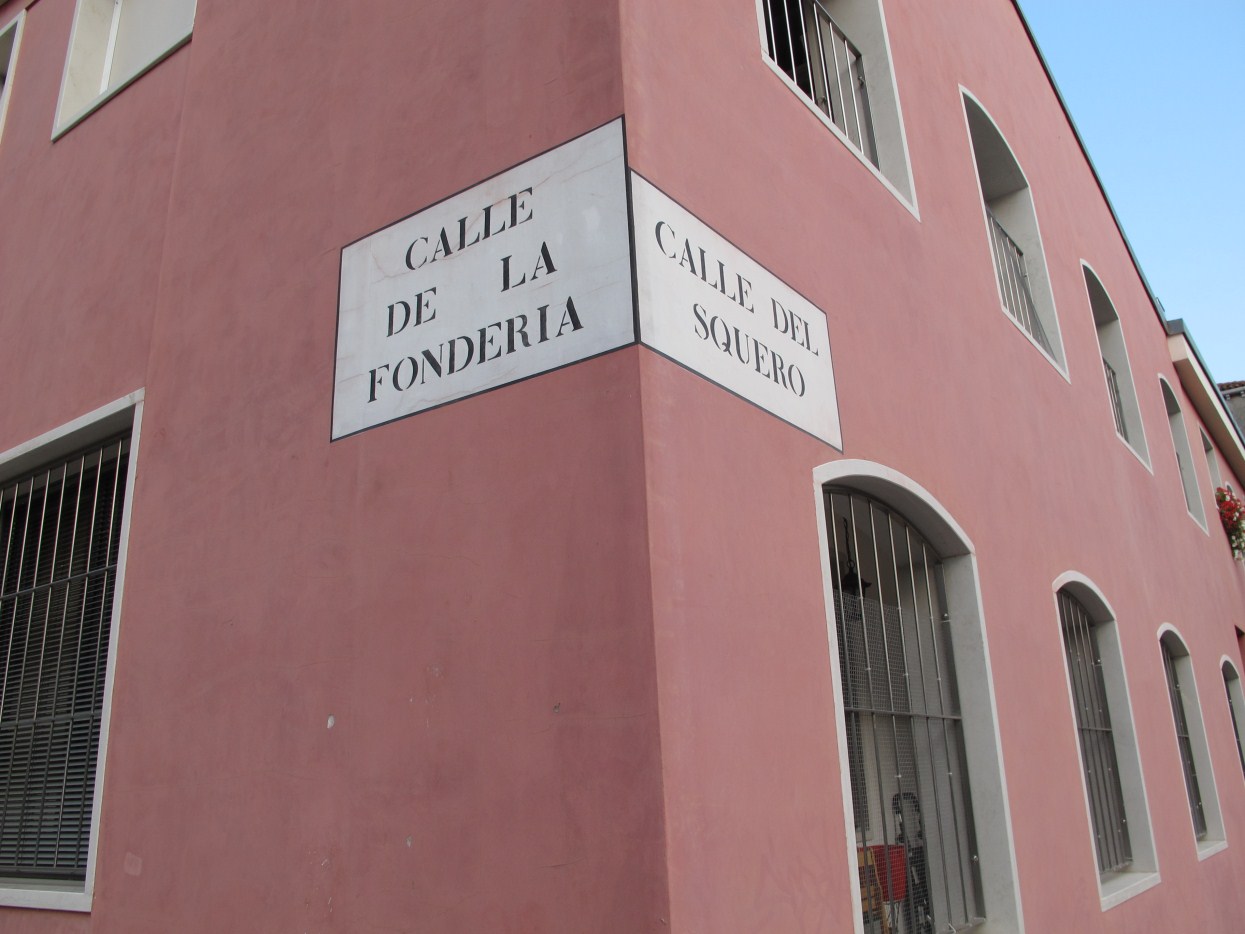 CALLE
DE LA
FONDERIA
CALLE DEL
SQUERO